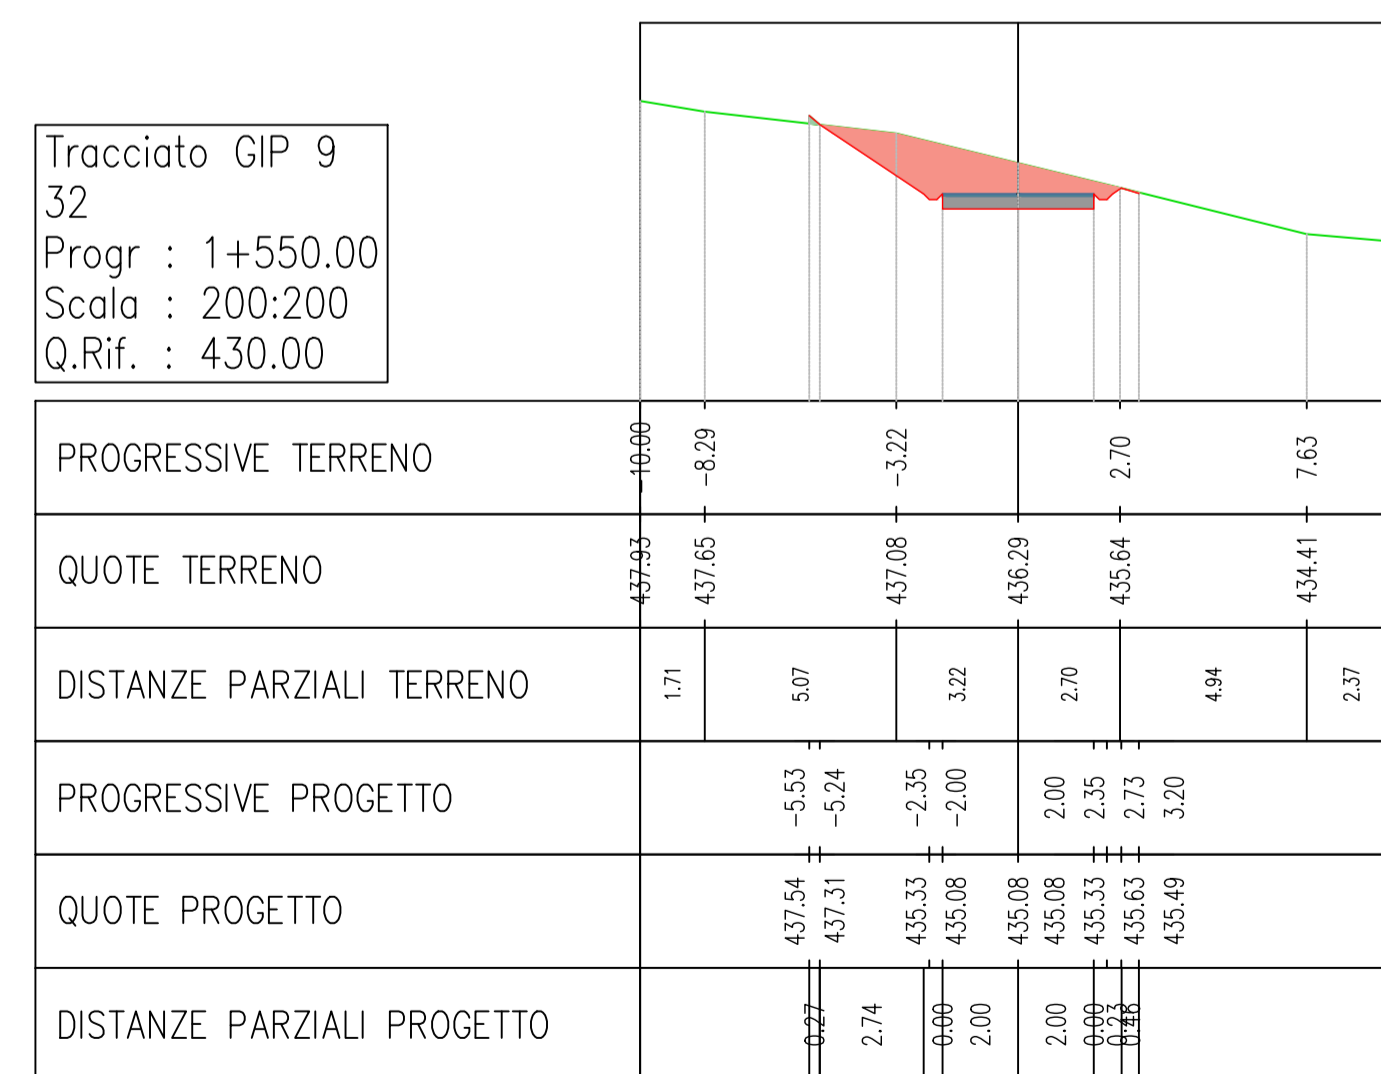 Tracciato GIP 9
32
Progr : 1+550.00
Scala : 200:200
Q.Rif. : 430.00
PROGRESSIVE TERRENO -10.00 -8.29 -3.22 2.70 7.63
QUOTE TERRENO 437.93 437.65 437.08 436.29 435.64 434.41
DISTANZE PARZIALI TERRENO 1.71 5.07 3.22 2.70 4.94 2.37
PROGRESSIVE PROGETTO -5.53 -5.24 -2.35 -2.00 2.00 2.35 2.73 3.20
QUOTE PROGETTO 437.54 437.31 435.33 435.08 435.08 435.08 435.33 435.63 435.49
DISTANZE PARZIALI PROGETTO 0.27 2.74 0.00 2.00 2.00 0.00 0.23 0.46